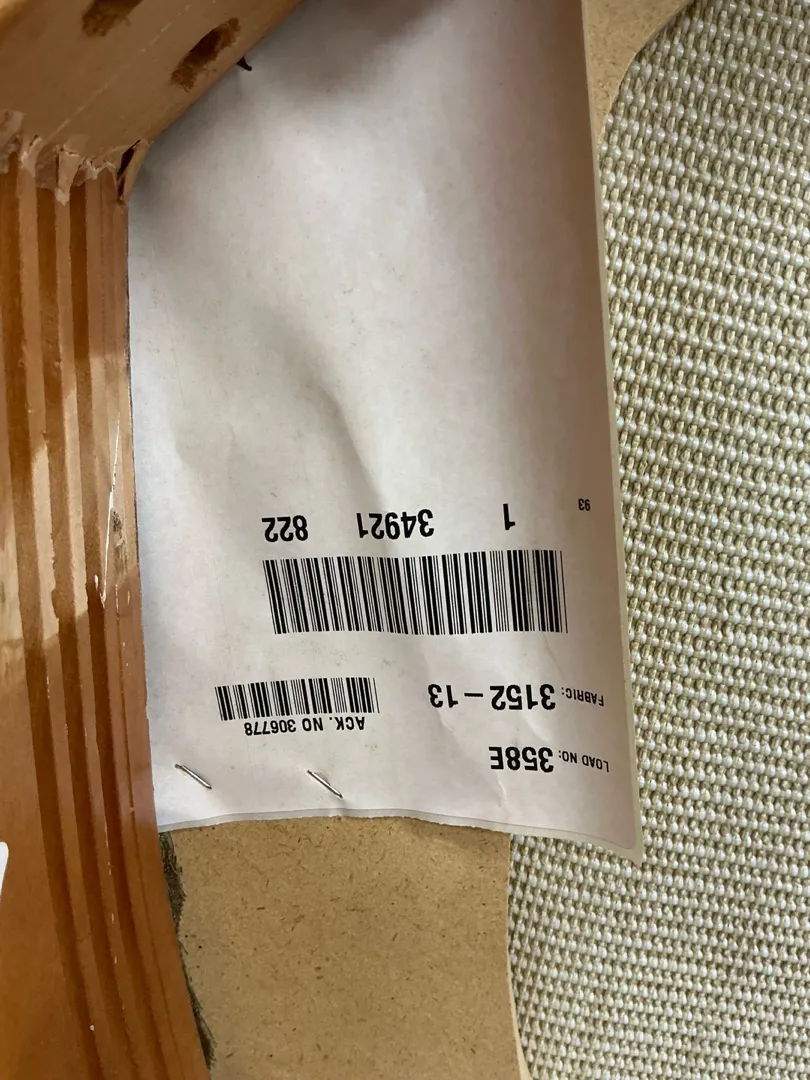 LOAD NO: 358E
FABRIC: 3152-13
ACK. NO 306778
93
1 34921 822